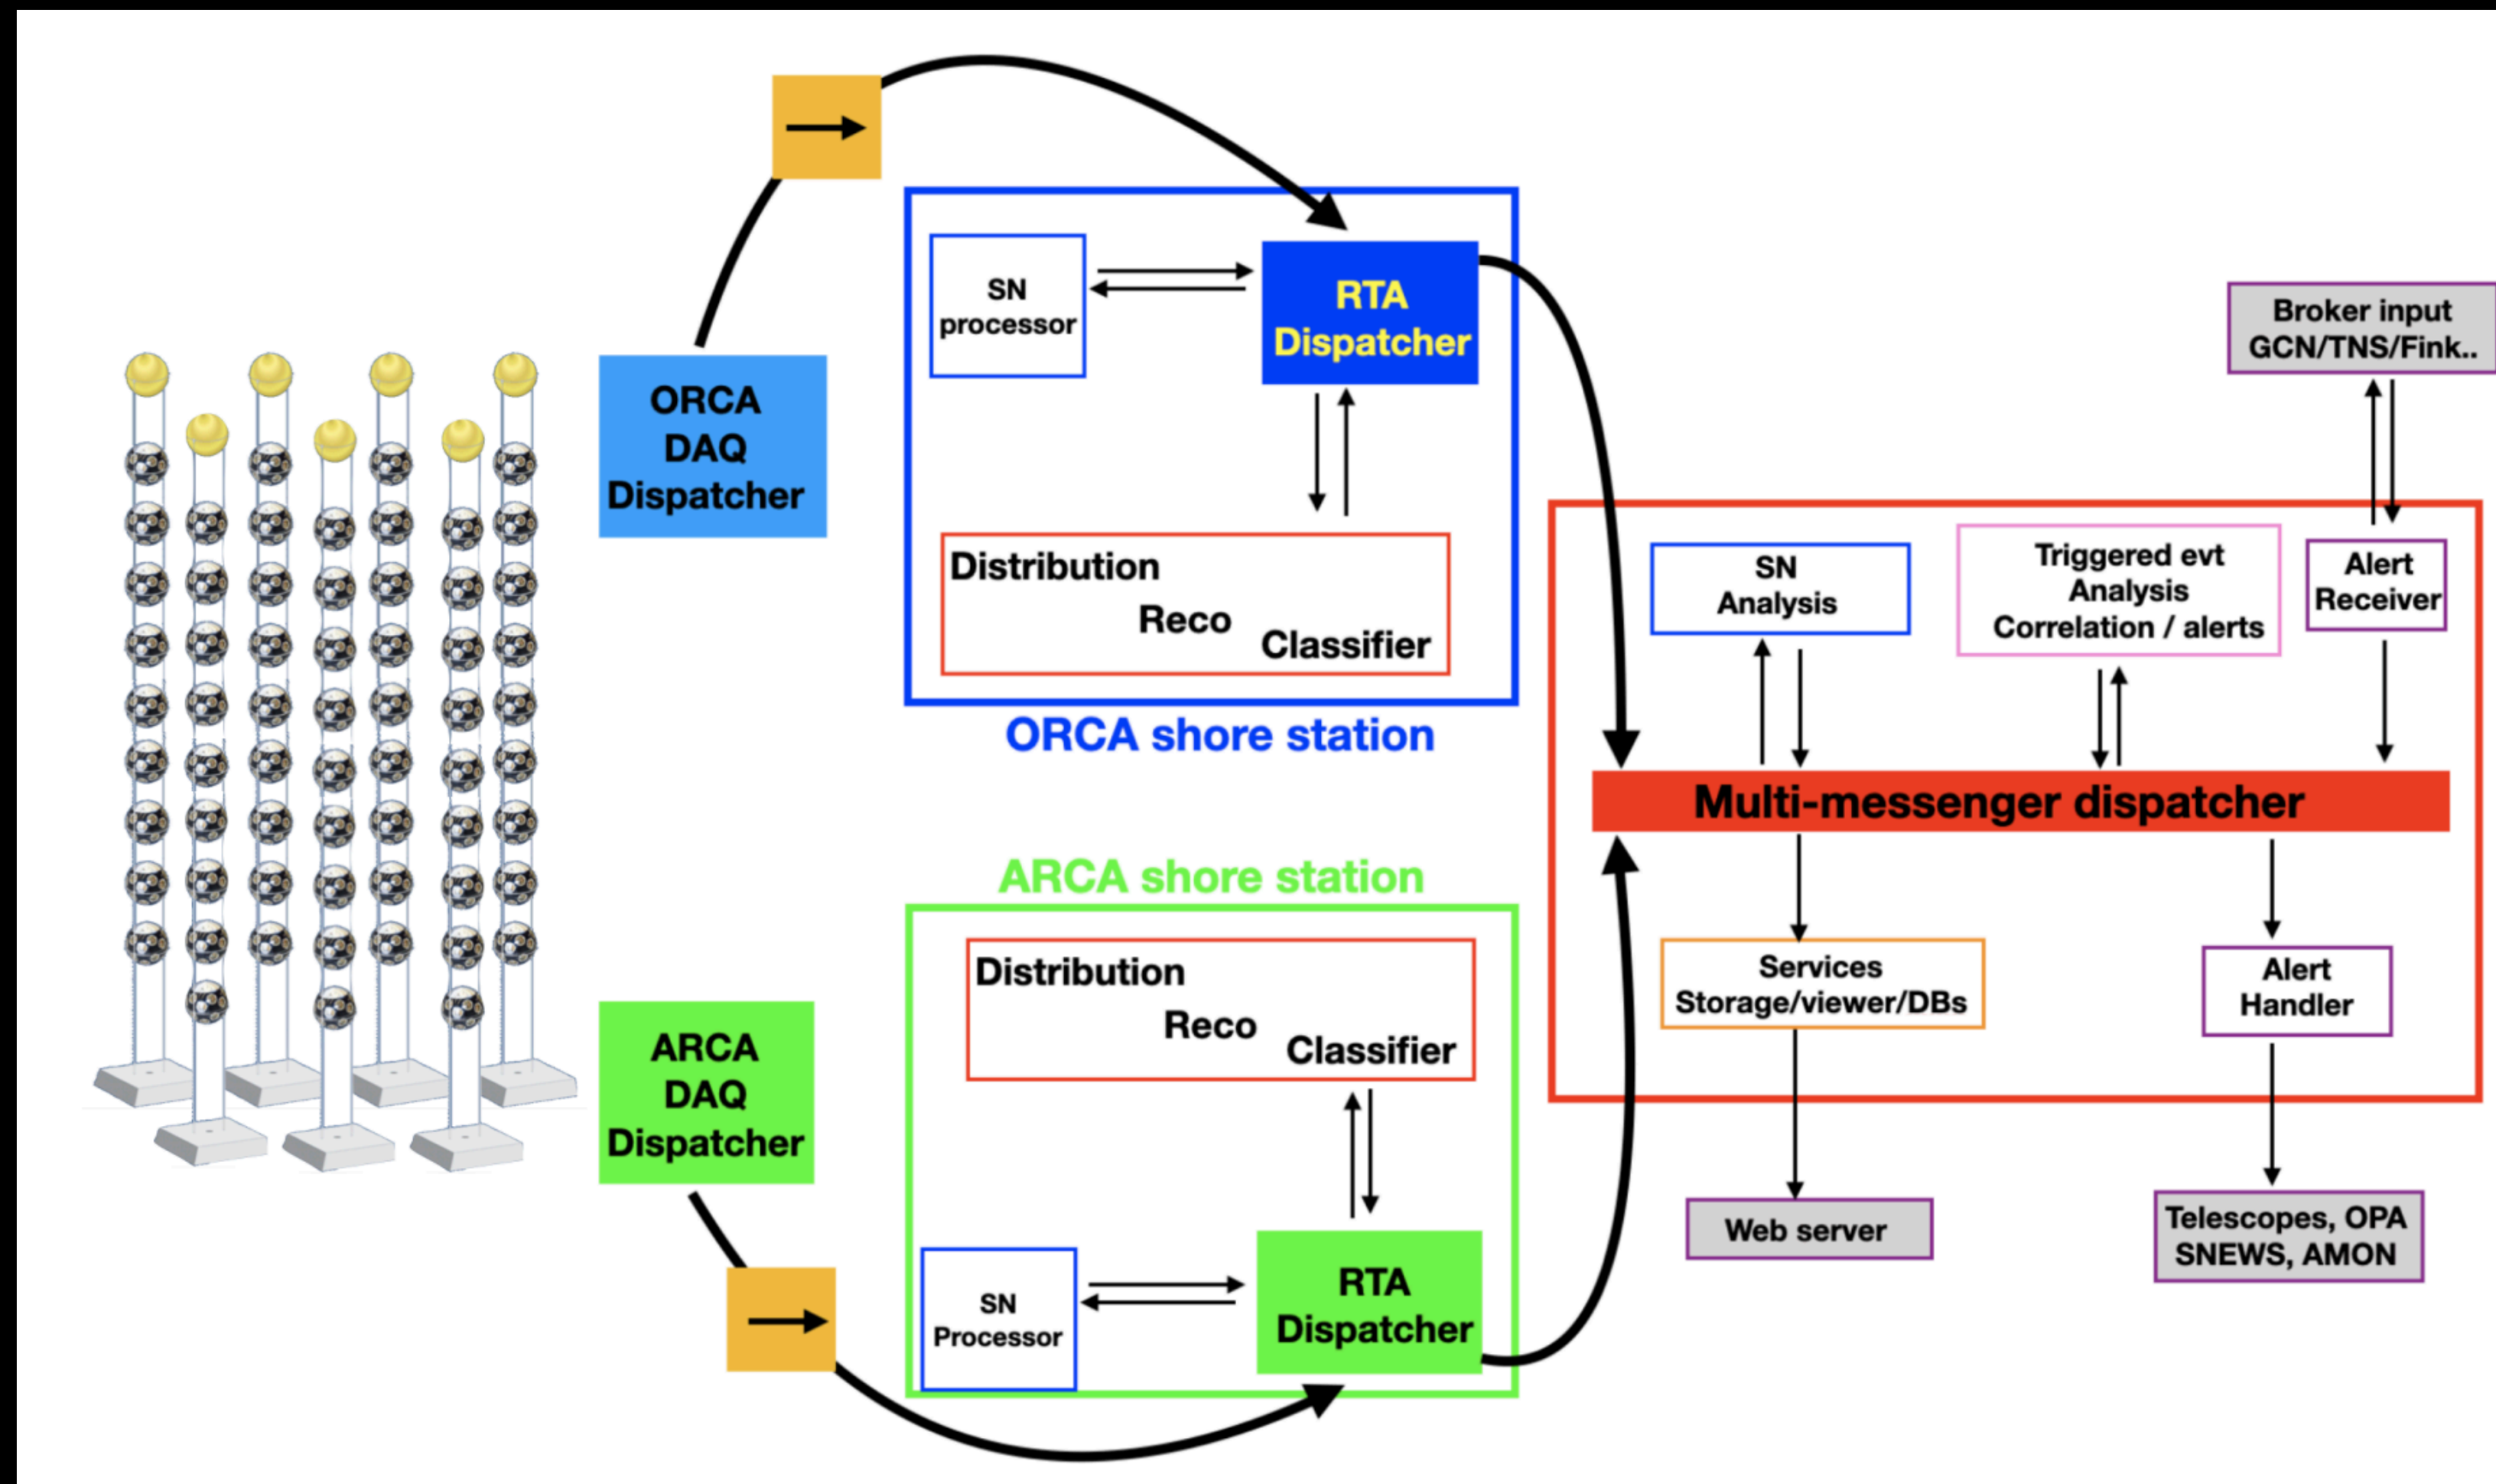 ORCA
DAQ
Dispatcher
SN
processor
RTA
Dispatcher
Distribution
Reco
Classifier
ORCA shore station
ARCA shore station
Distribution
Reco
Classifier
ARCA
DAQ
Dispatcher
SN
Processor
RTA
Dispatcher
Broker input
GCN/TNS/Fink..
SN
Analysis
Triggered evt
Analysis
Correlation / alerts
Alert
Receiver
Multi-messenger dispatcher
Services
Storage/viewer/DBs
Alert
Handler
Web server
Telescopes, OPA
SNEWS, AMON